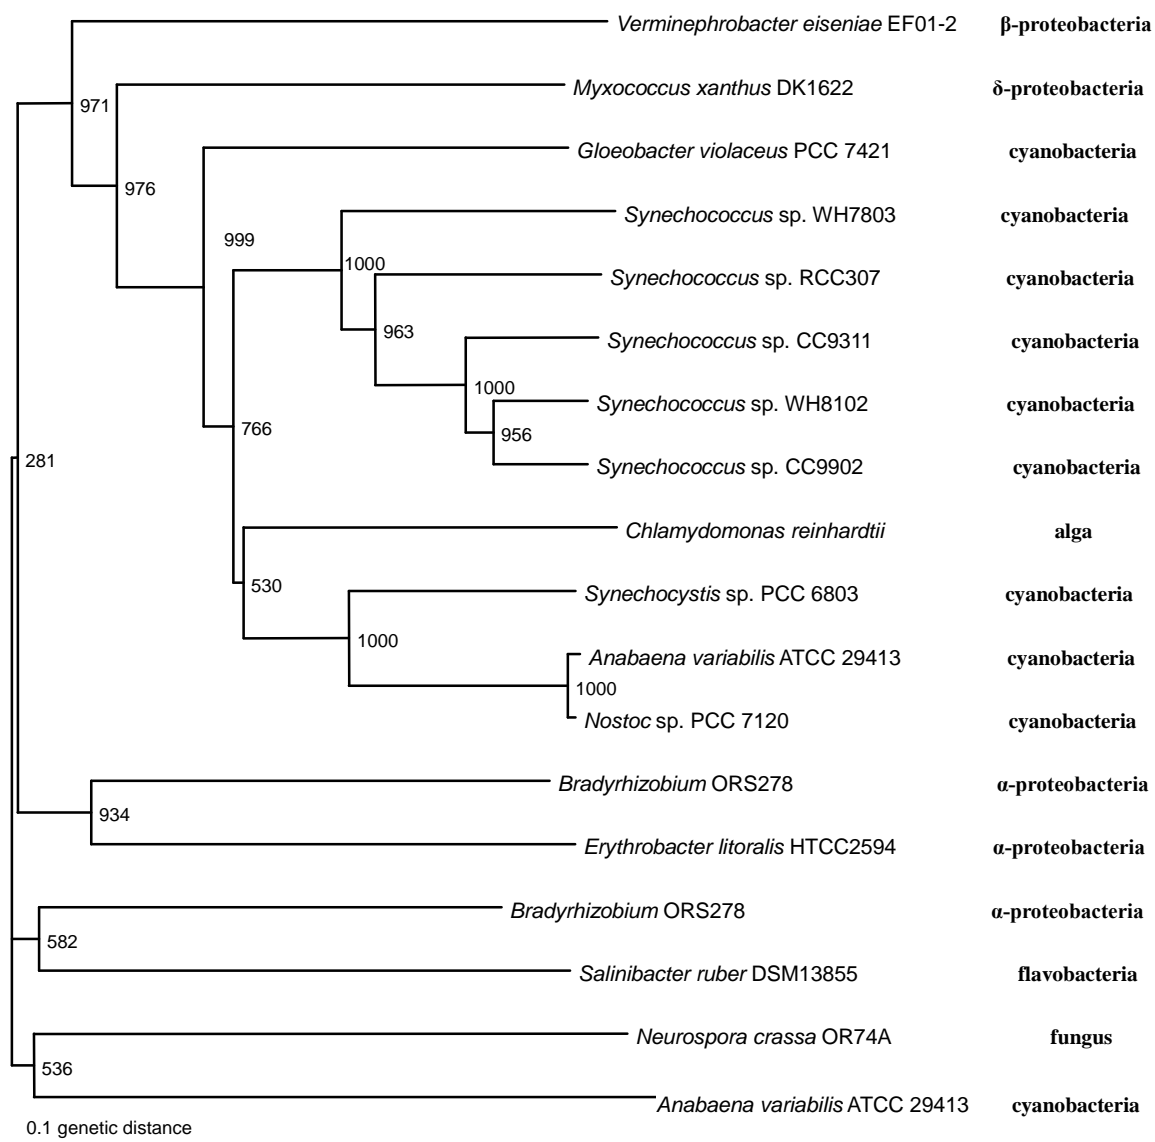 Verminephrobacter eiseniae EF01-2 β-proteobacteria
971
Myxococcus xanthus DK1622 δ-proteobacteria
976
Gloeobacter violaceus PCC 7421 cyanobacteria
Synechococcus sp. WH7803 cyanobacteria
999
1000
Synechococcus sp. RCC307 cyanobacteria
963
Synechococcus sp. CC9311 cyanobacteria
1000
Synechococcus sp. WH8102 cyanobacteria
766
956
281
Synechococcus sp. CC9902 cyanobacteria
Chlamydomonas reinhardtii alga
530
Synechocystis sp. PCC 6803 cyanobacteria
1000
Anabaena variabilis ATCC 29413 cyanobacteria
1000
Nostoc sp. PCC 7120 cyanobacteria
Bradyrhizobium ORS278 α-proteobacteria
934
Erythrobacter litoralis HTCC2594 α-proteobacteria
Bradyrhizobium ORS278 α-proteobacteria
582
Salinibacter ruber DSM13855 flavobacteria
Neurospora crassa OR74A fungus
536
Anabaena variabilis ATCC 29413 cyanobacteria
0.1 genetic distance